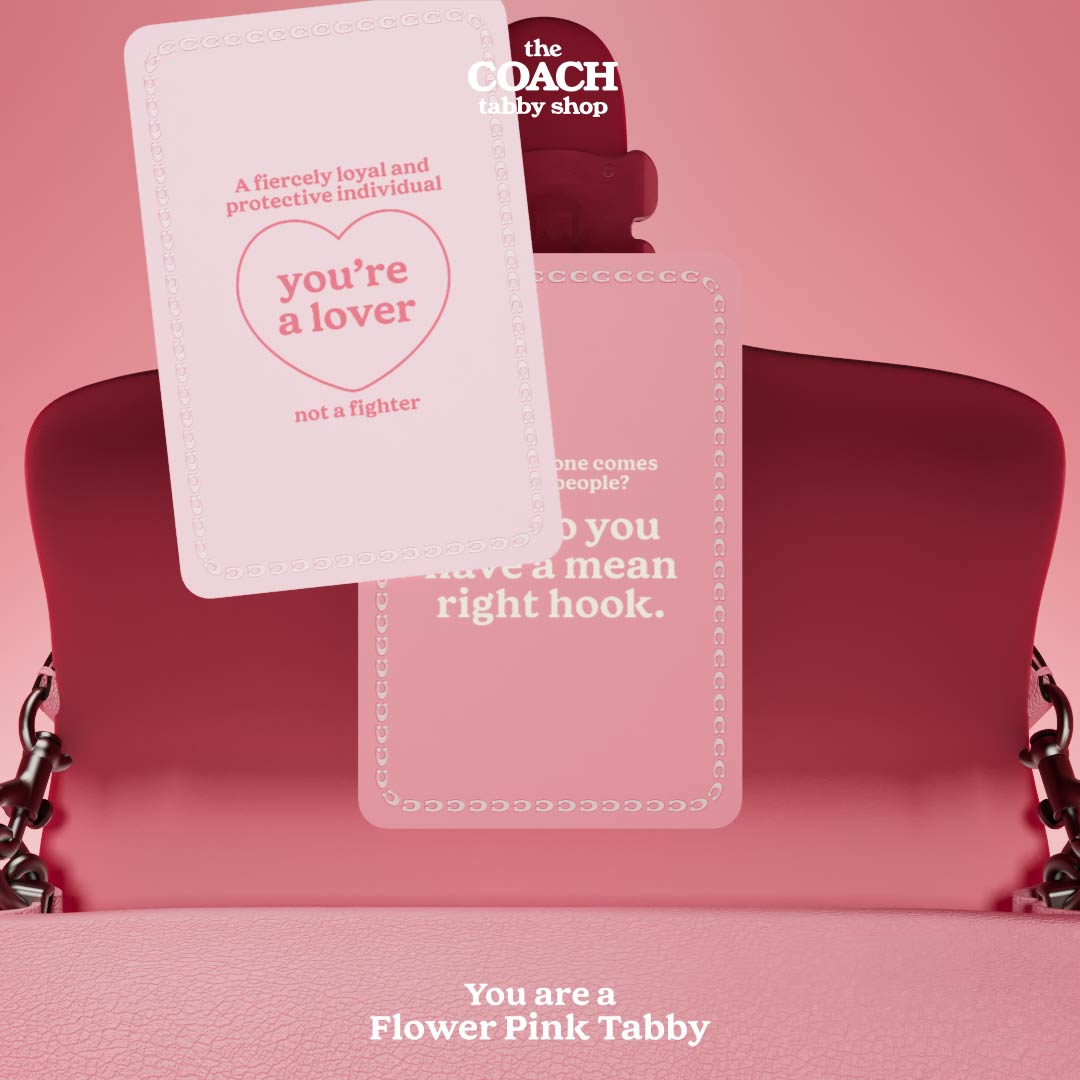 the
COACH
tabby shop
A fiercely loyal and
protective individual
you're
a lover
not a fighter
comes
people?
you
have a mean
right hook.
You are a
Flower Pink Tabby